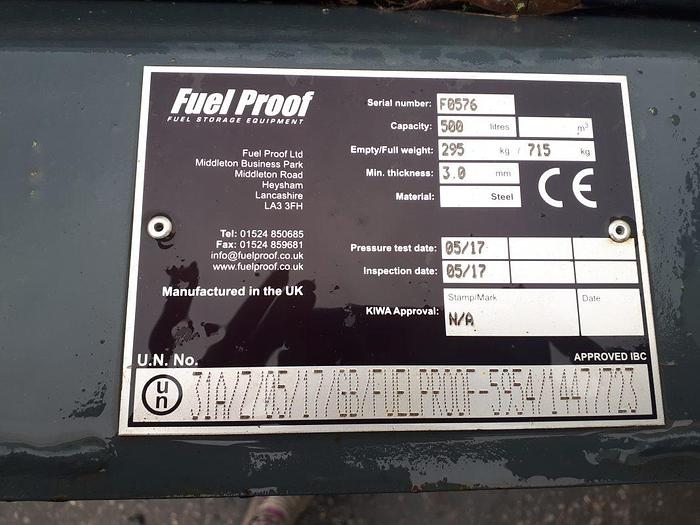 Fuel Proof
FUEL STORAGE EQUIPMENT
Fuel Proof Ltd
Middleton Business Park
Middleton Road
Heysham
Lancashire
LA3 3FH
Tel: 01524 850685
Fax: 01524 859681
info@fuelproof.co.uk
www.fuelproof.co.uk
Manufactured in the UK
Serial number: F0576
Capacity: 500 litres m³
Empty/Full weight: 295 kg / 715 kg
Min. thickness: 3.0 mm
Material: Steel
CE
Pressure test date: 05/17
Inspection date: 05/17
KIWA Approval: Stamp/Mark Date
N/A
U.N. No. APPROVED IBC
un 31A/Z/05/17/GB/FUELPROOF-5954/1447/723